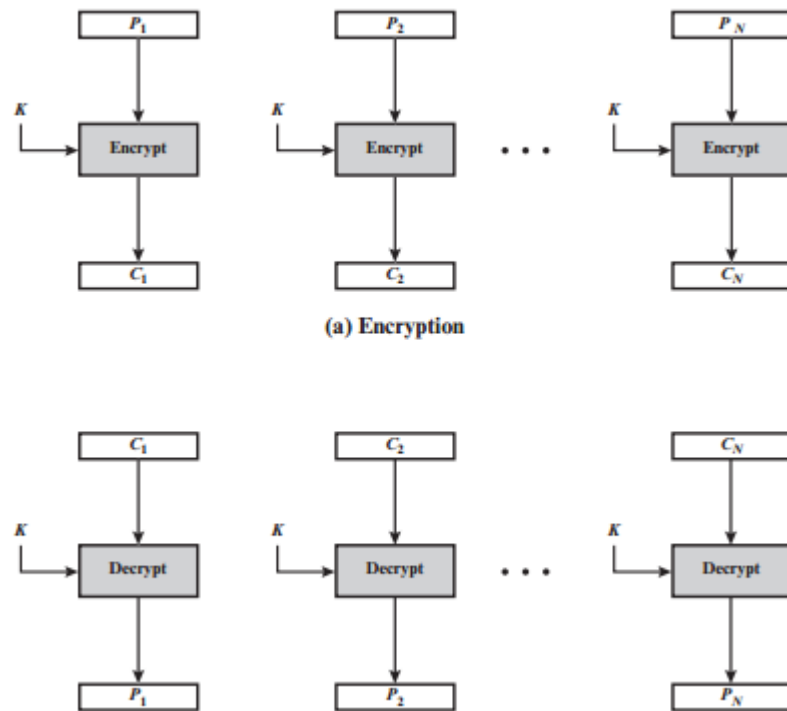 P1 P2 PN
K K K
Encrypt Encrypt • • • Encrypt
C1 C2 CN
(a) Encryption
C1 C2 CN
K K K
Decrypt Decrypt • • • Decrypt
P1 P2 PN